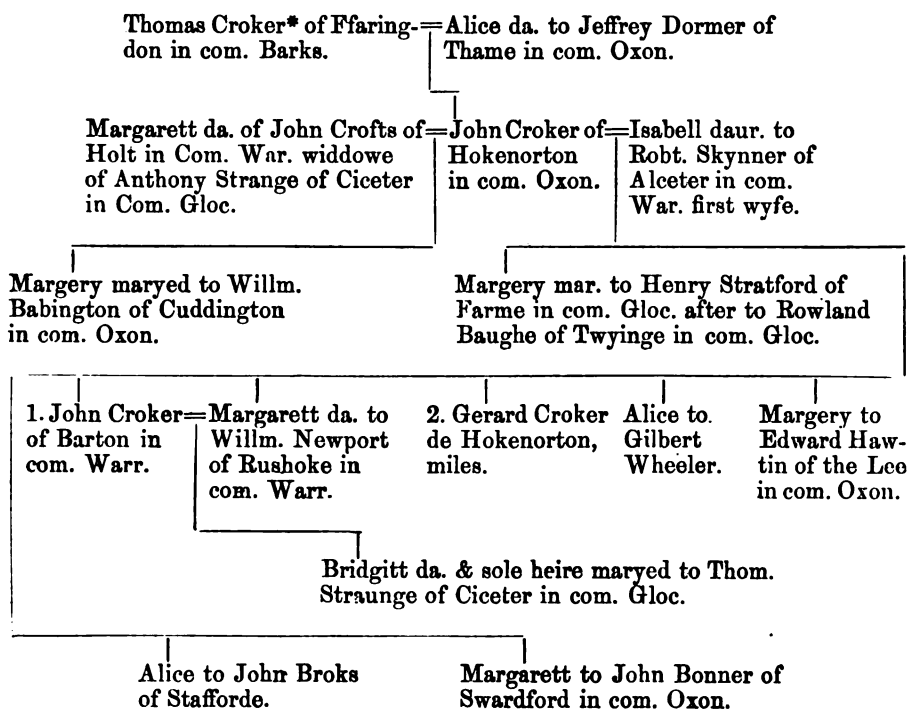 Thomas Croker* of Ffaring-
don in com. Barks.
=Alice da. to Jeffrey Dormer of
Thame in com. Oxon.
Margarett da. of John Crofts of
Holt in Com. War. widdowe
of Anthony Strange of Ciceter
in Com. Gloc.
=John Croker of
Hokenorton
in com. Oxon.
=Isabell daur. to
Robt. Skynner of
Alceter in com.
War. first wyfe.
Margery maryed to Willm.
Babington of Cuddington
in com. Oxon.
Margery mar. to Henry Stratford of
Farme in com. Gloc. after to Rowland
Baughe of Twyinge in com. Gloc.
1. John Croker
of Barton in
com. Warr.
=Margarett da. to
Willm. Newport
of Rushoke in
com. Warr.
2. Gerard Croker
de Hokenorton,
miles.
Alice to
Gilbert
Wheeler.
Margery to
Edward Haw-
tin of the Lee
in com. Oxon.
Bridgitt da. & sole heire maryed to Thom.
Straunge of Ciceter in com. Gloc.
Alice to John Broks
of Stafforde.
Margarett to John Bonner of
Swardford in com. Oxon.